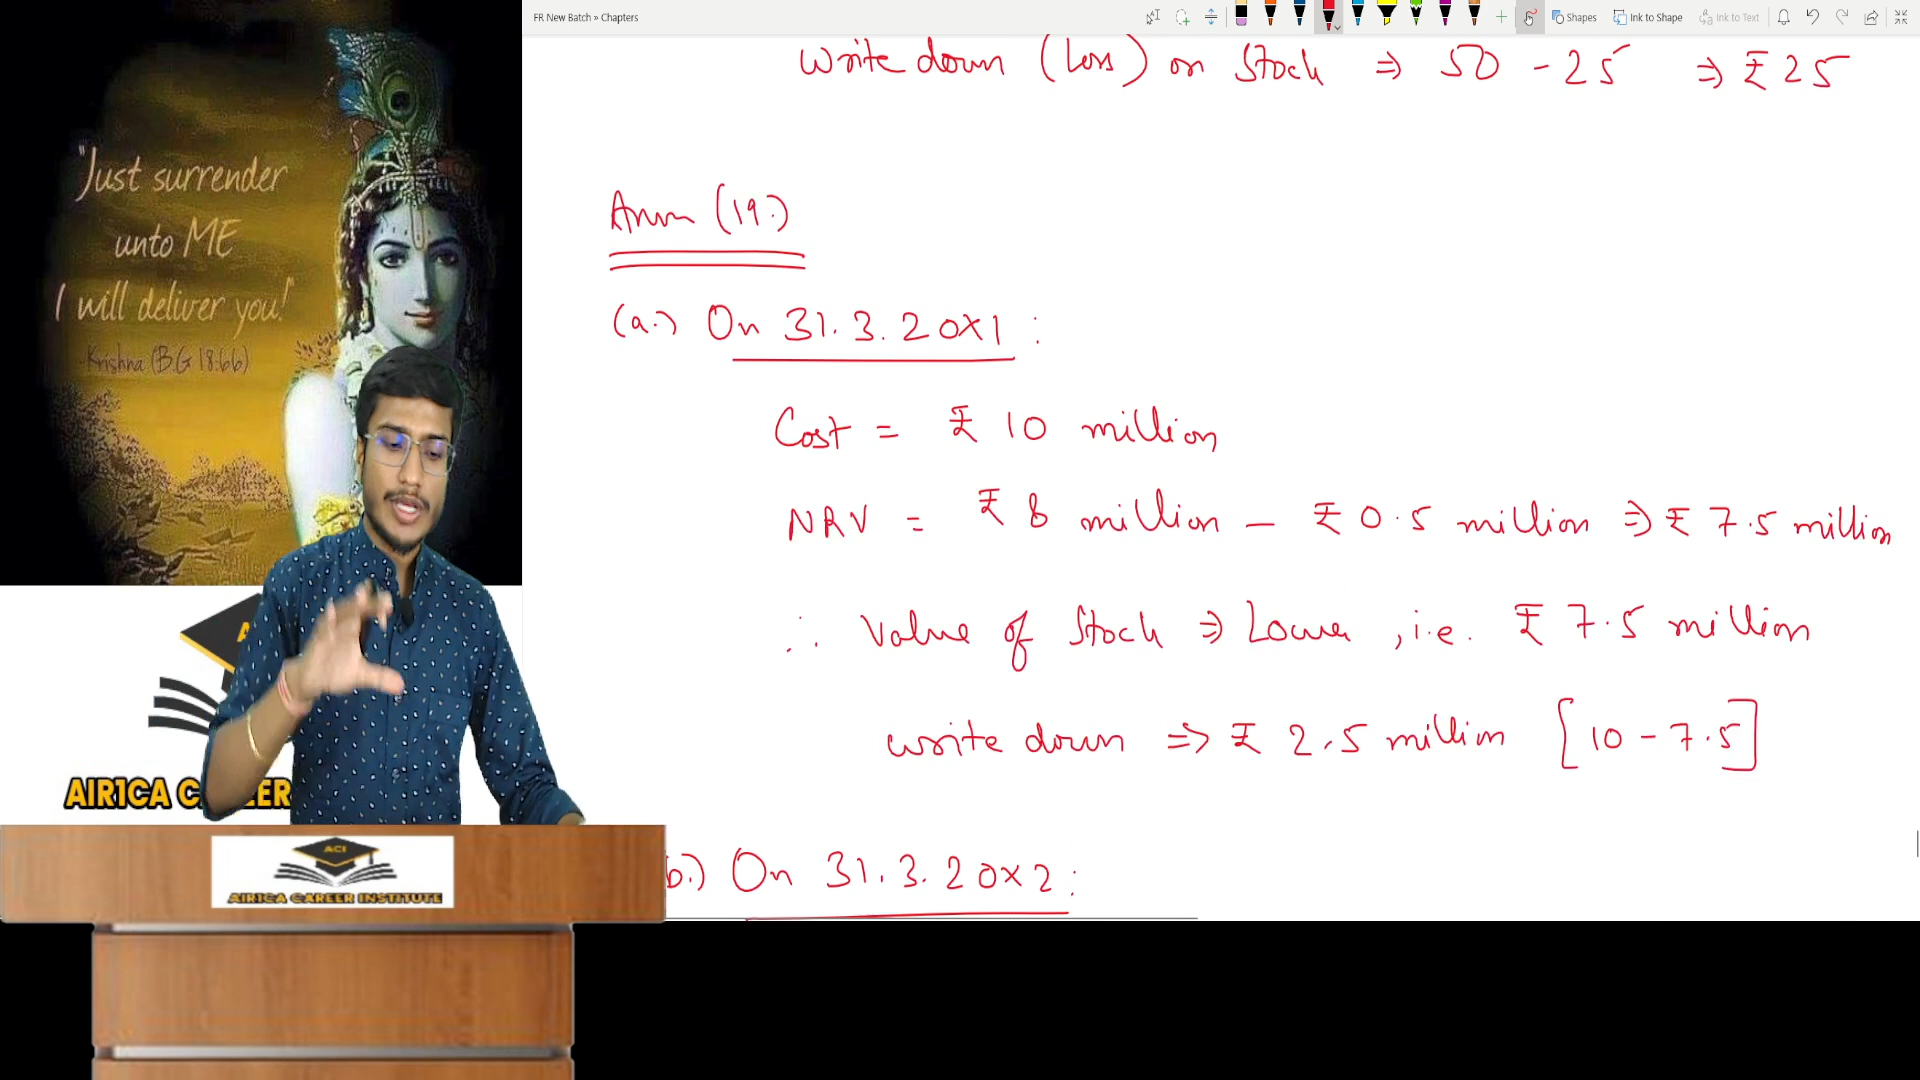 FR New Batch » Chapters
Shapes
Ink to Shape
Ink to Text
write down (Loss) on Stock ⇒ 50 - 25 ⇒ ₹ 25
"Just surrender
unto ME
I will deliver you!"
Krishna (B.G 18:66)
(19.)
(a.) On 31.3.20X1 :
Cost = ₹ 10 million
NRV = ₹ 8 million - ₹ 0.5 million ⇒ ₹ 7.5 million
∴ Value of Stock ⇒ Lower, i.e. ₹ 7.5 million
write down ⇒ ₹ 2.5 million [10 - 7.5]
b.) On 31.3.20X2 :
AIR1CA C
ER
ACI
AIR1CA CAREER INSTITUTE